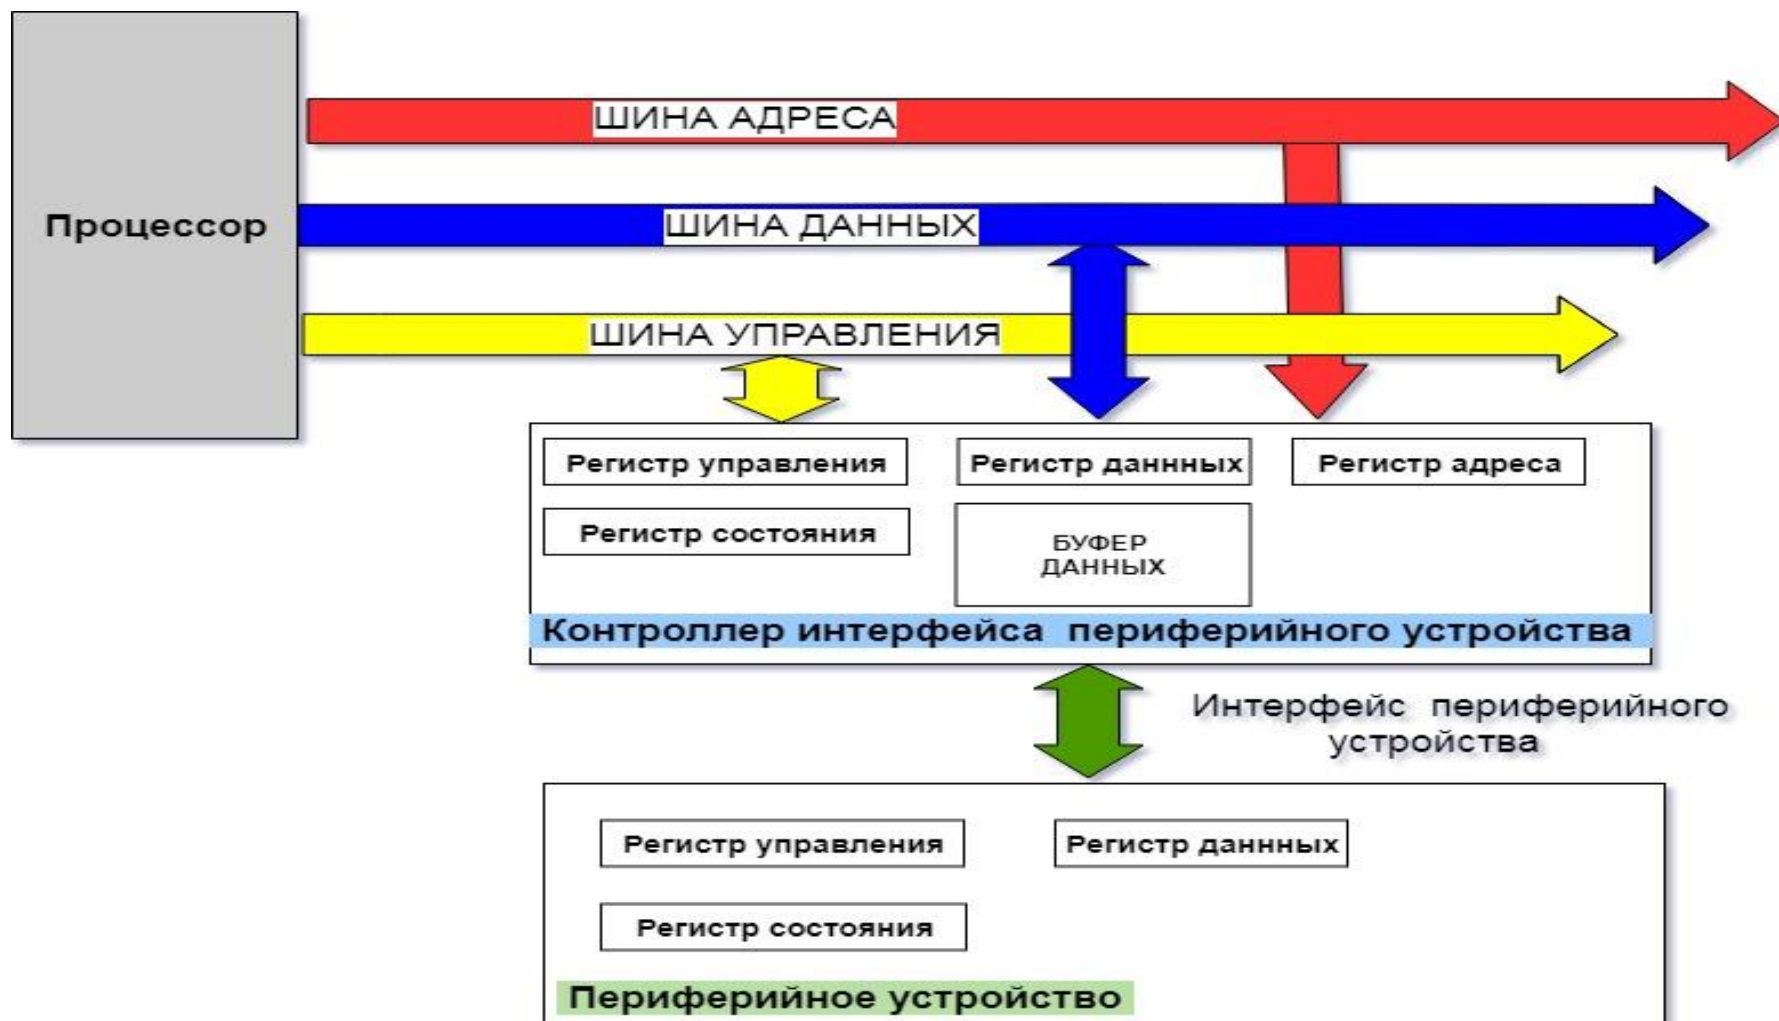 ШИНА АДРЕСА
Процессор
ШИНА ДАННЫХ
ШИНА УПРАВЛЕНИЯ
Регистр управления
Регистр даннных
Регистр адреса
Регистр состояния
БУФЕР
ДАННЫХ
Контроллер интерфейса периферийного устройства
Интерфейс периферийного
устройства
Регистр управления
Регистр даннных
Регистр состояния
Периферийное устройство